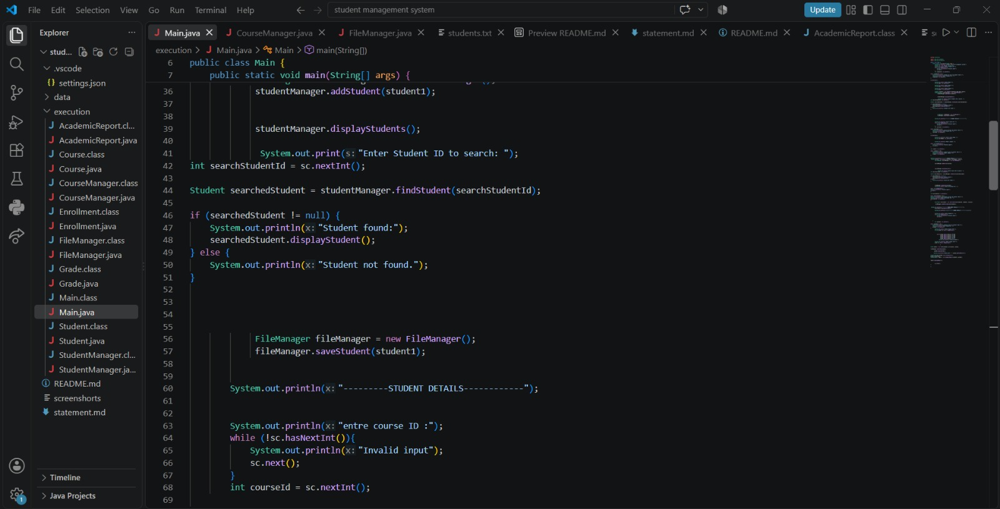 File Edit Selection View Go Run Terminal Help
student management system
Update
Explorer
Main.java
CourseManager.java
FileManager.java
students.txt
Preview README.md
statement.md
README.md
AcademicReport.class
stud...
execution > Main.java > Main > main(String[])
.vscode
settings.json
data
execution
AcademicReport.cl...
AcademicReport.java
Course.class
Course.java
CourseManager.class
CourseManager.java
Enrollment.class
Enrollment.java
FileManager.class
FileManager.java
Grade.class
Grade.java
Main.class
Main.java
Student.class
Student.java
StudentManager.cl...
StudentManager.ja...
README.md
screenshorts
statement.md
Timeline
Java Projects
1
6 public class Main {
7 public static void main(String[] args) {
36 studentManager.addStudent(student1);
37
38
39 studentManager.displayStudents();
40
41 System.out.print(s: "Enter Student ID to search: ");
42 int searchStudentId = sc.nextInt();
43
44 Student searchedStudent = studentManager.findStudent(searchStudentId);
45
46 if (searchedStudent != null) {
47 System.out.println(x: "Student found:");
48 searchedStudent.displayStudent();
49 } else {
50 System.out.println(x: "Student not found.");
51 }
52
53
54
55
56 FileManager fileManager = new FileManager();
57 fileManager.saveStudent(student1);
58
59
60 System.out.println(x: "---------STUDENT DETAILS------------");
61
62
63 System.out.println(x: "entre course ID :");
64 while (!sc.hasNextInt()){
65 System.out.println(x: "Invalid input");
66 sc.next();
67 }
68 int courseId = sc.nextInt();
69